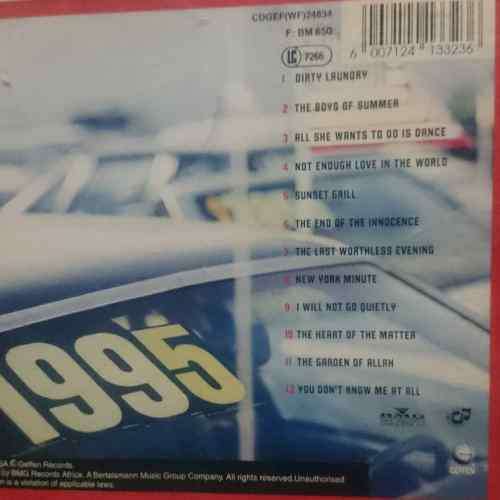 CDGEF(WF)24834
F: BM 650
LC 7266
6 007124 133236
1 DIRTY LAUNDRY
2 THE BOYS OF SUMMER
3 ALL SHE WANTS TO DO IS DANCE
4 NOT ENOUGH LOVE IN THE WORLD
5 SUNSET GRILL
6 THE END OF THE INNOCENCE
7 THE LAST WORTHLESS EVENING
8 NEW YORK MINUTE
9 I WILL NOT GO QUIETLY
10 THE HEART OF THE MATTER
11 THE GARDEN OF ALLAH
12 YOU DON'T KNOW ME AT ALL
1995
BMG
GEFFEN
SA © Geffen Records.
by BMG Records Africa. A Bertelsmann Music Group Company. All rights reserved. Unauthorised
n is a violation of applicable laws.